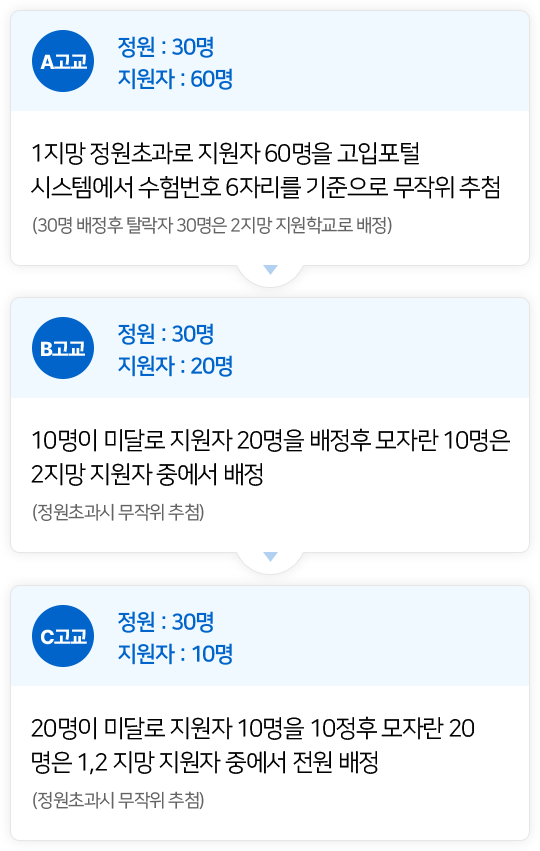 A고교
정원 : 30명
지원자 : 60명
1지망 정원초과로 지원자 60명을 고입포털
시스템에서 수험번호 6자리를 기준으로 무작위 추첨
(30명 배정후 탈락자 30명은 2지망 지원학교로 배정)
B고교
정원 : 30명
지원자 : 20명
10명이 미달로 지원자 20명을 배정후 모자란 10명은
2지망 지원자 중에서 배정
(정원초과시 무작위 추첨)
C고교
정원 : 30명
지원자 : 10명
20명이 미달로 지원자 10명을 10정후 모자란 20
명은 1,2 지망 지원자 중에서 전원 배정
(정원초과시 무작위 추첨)